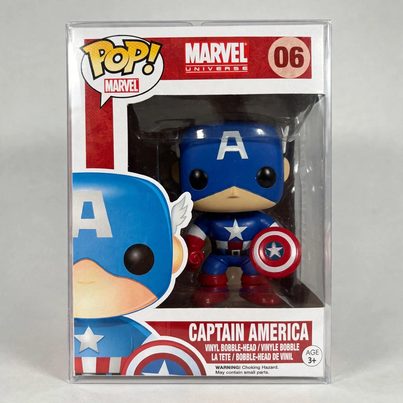 POP!
MARVEL
MARVEL
UNIVERSE
06
A
A
CAPTAIN AMERICA
VINYL BOBBLE-HEAD / VINYLE BOBBLE
LA TETE / BOBBLE-HEAD DE VINIL
WARNING! Choking Hazard.
May contain small parts.
AGE
3+